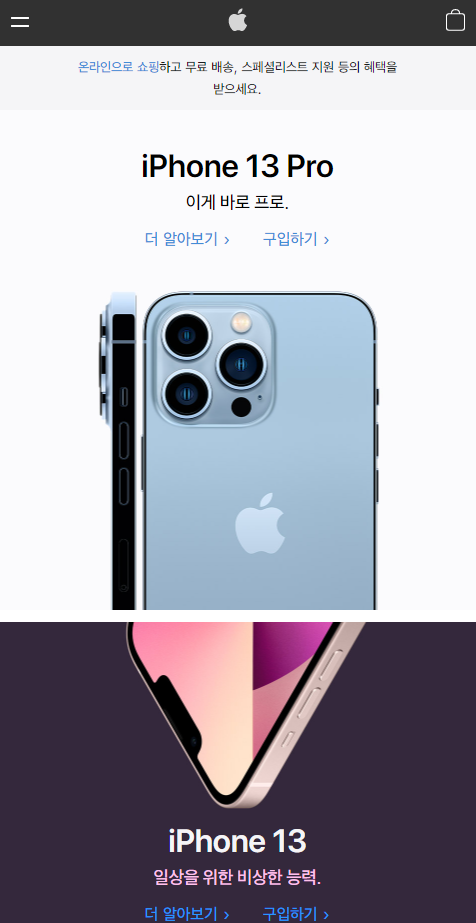 온라인으로 쇼핑하고 무료 배송, 스페셜리스트 지원 등의 혜택을
받으세요.
iPhone 13 Pro
이게 바로 프로.
더 알아보기 > 구입하기 >
iPhone 13
일상을 위한 비상한 능력.
더 알아보기 > 구입하기 >